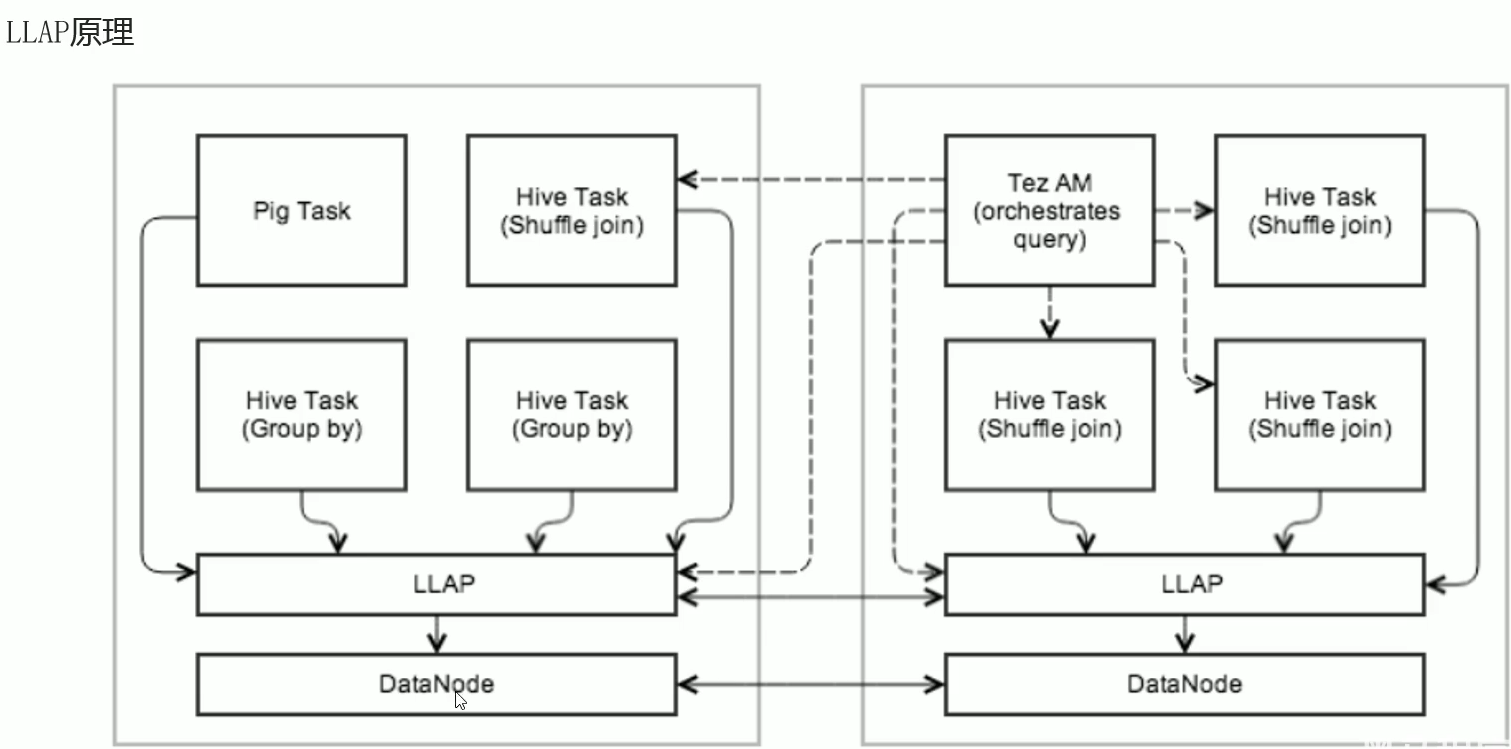 LLAP原理
Pig Task
Hive Task
(Shuffle join)
Tez AM
(orchestrates
query)
Hive Task
(Shuffle join)
Hive Task
(Group by)
Hive Task
(Group by)
Hive Task
(Shuffle join)
Hive Task
(Shuffle join)
LLAP
LLAP
DataNode
DataNode